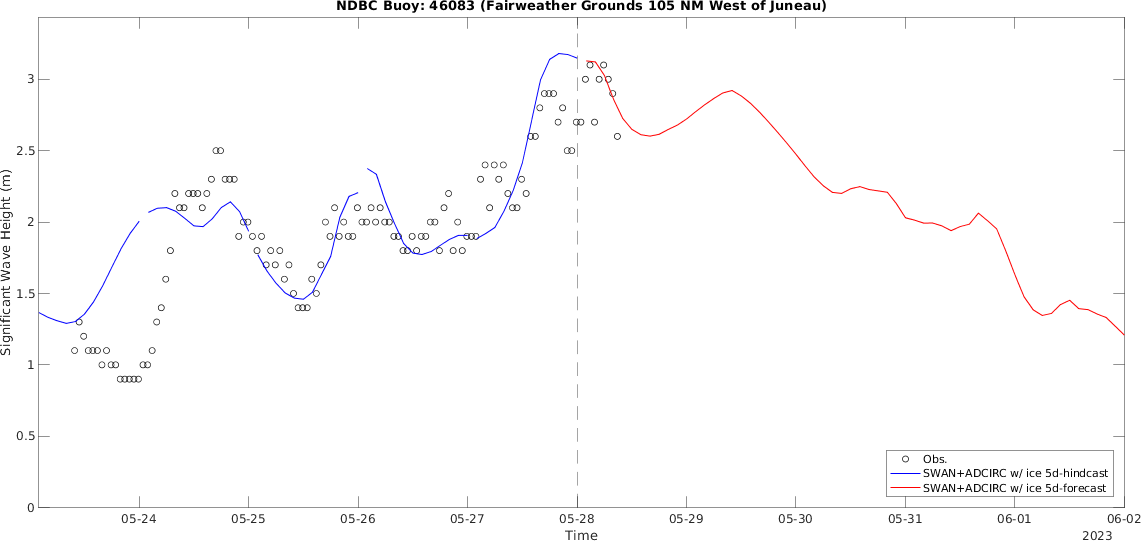 NDBC Buoy: 46083 (Fairweather Grounds 105 NM West of Juneau)
Significant Wave Height (m)
3
2.5
2
1.5
1
0.5
0
Obs.
SWAN+ADCIRC w/ ice 5d-hindcast
SWAN+ADCIRC w/ ice 5d-forecast
05-24 05-25 05-26 05-27 05-28 05-29 05-30 05-31 06-01 06-02
Time
2023